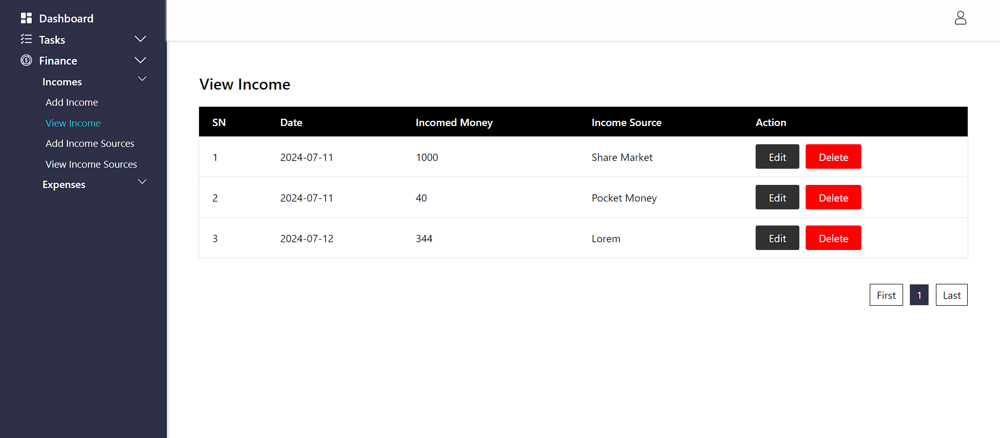 Dashboard
Tasks
Finance
Incomes
Add Income
View Income
Add Income Sources
View Income Sources
Expenses
View Income
SN Date Incomed Money Income Source Action
1 2024-07-11 1000 Share Market Edit Delete
2 2024-07-11 40 Pocket Money Edit Delete
3 2024-07-12 344 Lorem Edit Delete
First 1 Last